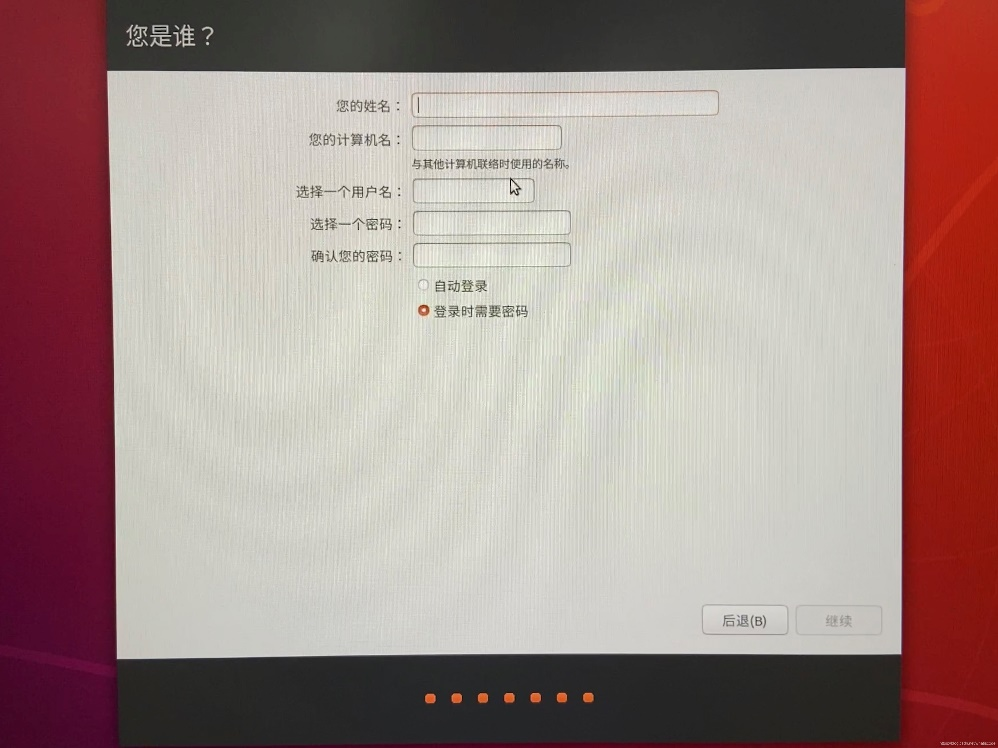 您是谁？
您的姓名：
您的计算机名：
与其他计算机联络时使用的名称。
选择一个用户名：
选择一个密码：
确认您的密码：
自动登录
登录时需要密码
后退(B)
继续